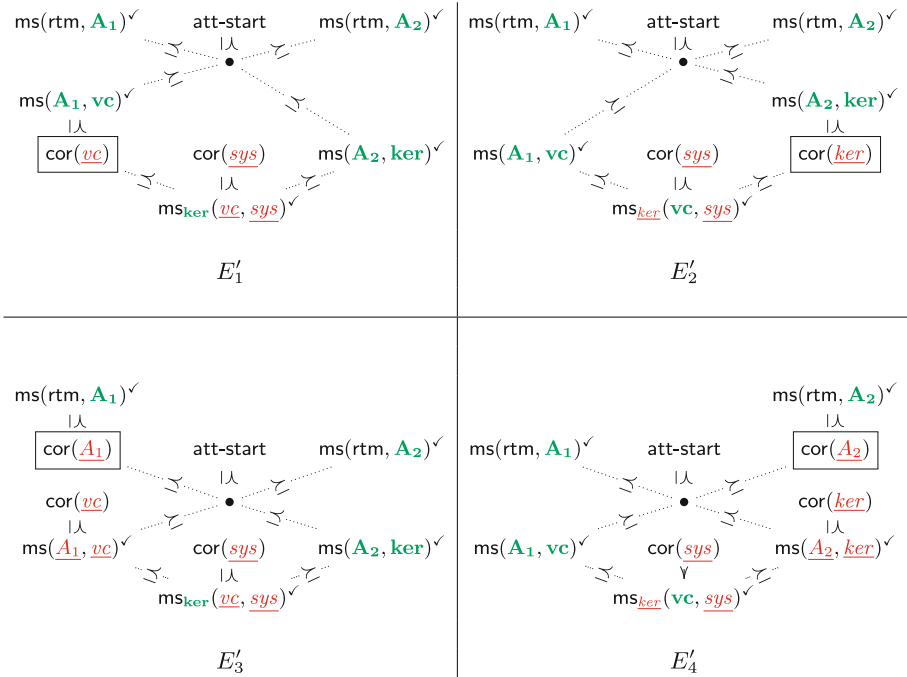 ms(rtm, A₁)✓ att-start ms(rtm, A₂)✓
ms(A₁, vc)✓
cor(vc) cor(sys) ms(A₂, ker)✓
msₖₑᵣ(vc, sys)✓
E′₁
ms(rtm, A₁)✓ att-start ms(rtm, A₂)✓
ms(A₂, ker)✓
ms(A₁, vc)✓ cor(sys) cor(ker)
msₖₑᵣ(vc, sys)✓
E′₂
ms(rtm, A₁)✓
cor(A₁) att-start ms(rtm, A₂)✓
cor(vc)
ms(A₁, vc)✓ cor(sys) ms(A₂, ker)✓
msₖₑᵣ(vc, sys)✓
E′₃
ms(rtm, A₂)✓
ms(rtm, A₁)✓ att-start cor(A₂)
cor(ker)
ms(A₁, vc)✓ cor(sys) ms(A₂, ker)✓
msₖₑᵣ(vc, sys)✓
E′₄